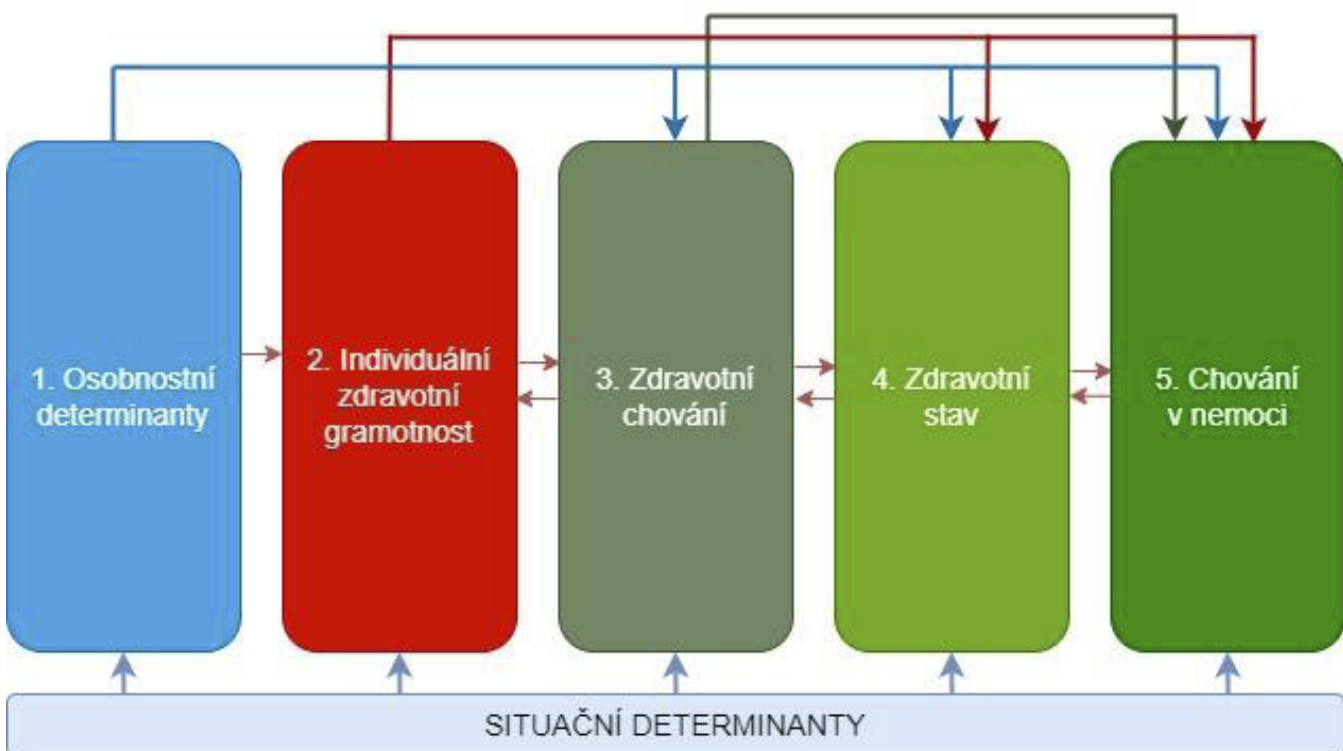 1. Osobnostní
determinanty
2. Individuální
zdravotní
gramotnost
3. Zdravotní
chování
4. Zdravotní
stav
5. Chování
v nemoci
SITUAČNÍ DETERMINANTY